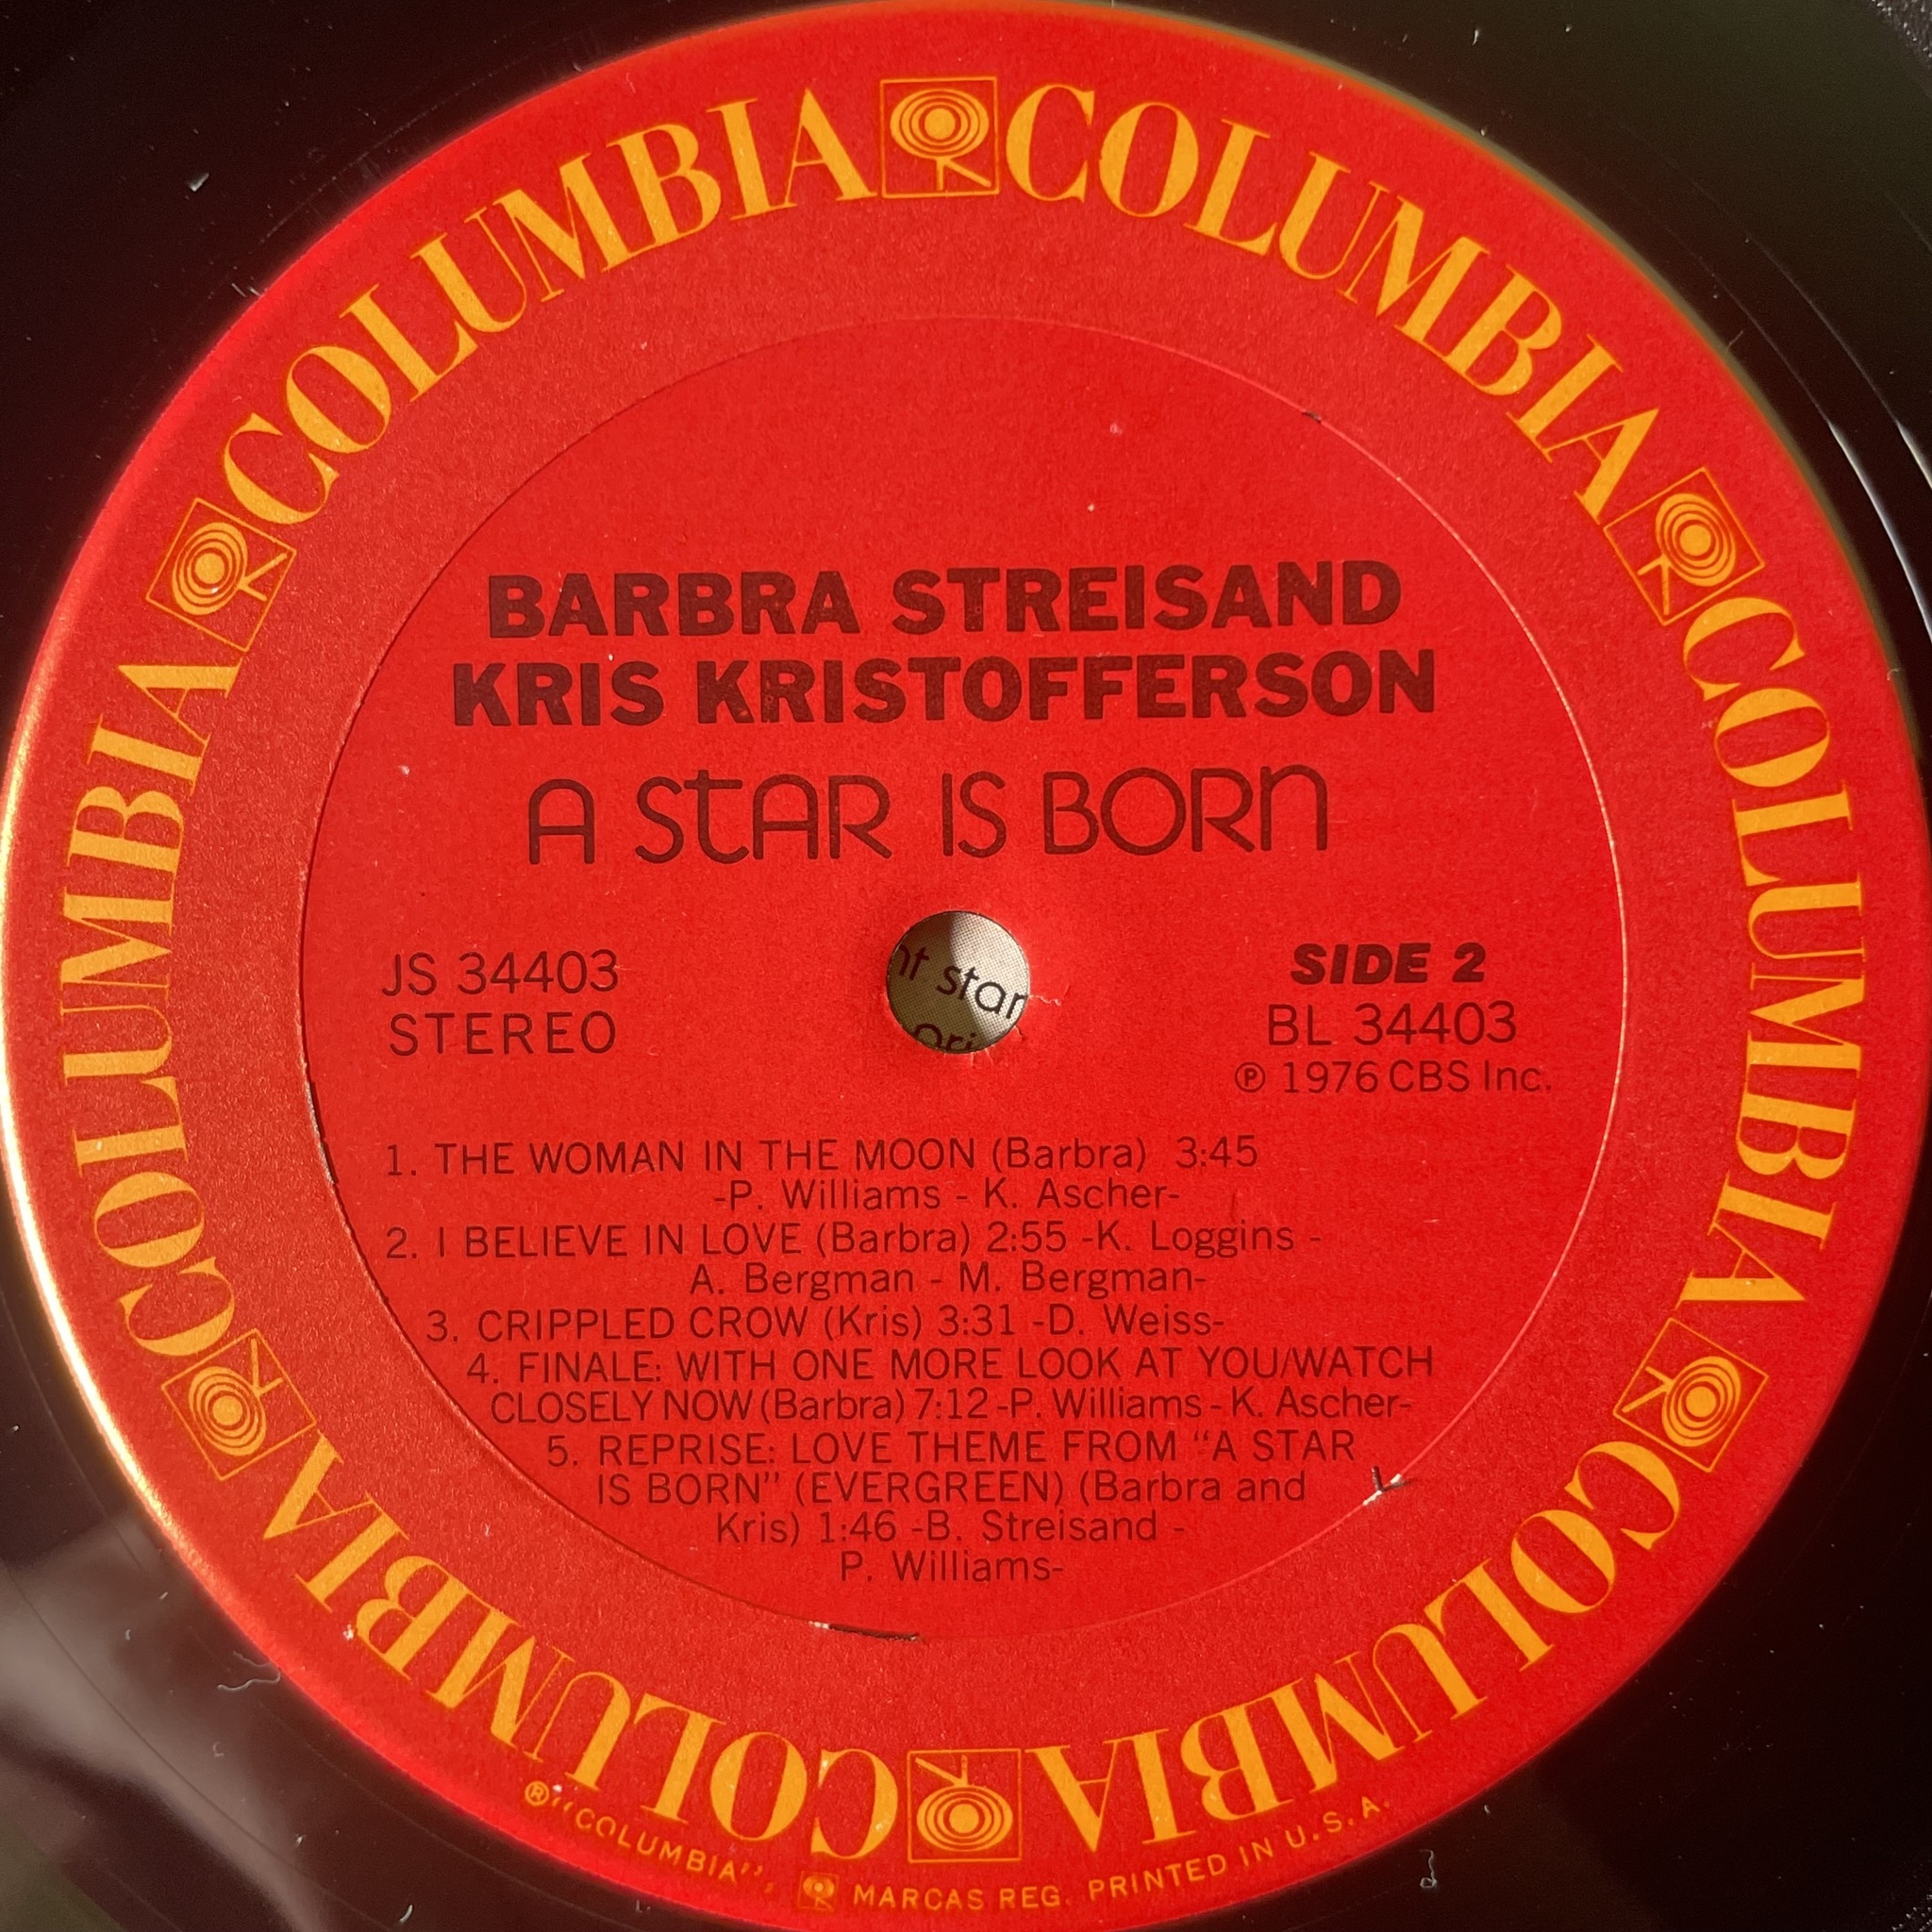 COLUMBIA COLUMBIA COLUMBIA COLUMBIA COLUMBIA COLUMBIA
BARBRA STREISAND
KRIS KRISTOFFERSON
A STAR IS BORN
JS 34403
STEREO
star
SIDE 2
BL 34403
Ⓟ 1976 CBS Inc.
1. THE WOMAN IN THE MOON (Barbra) 3:45
-P. Williams - K. Ascher-
2. I BELIEVE IN LOVE (Barbra) 2:55 -K. Loggins -
A. Bergman - M. Bergman-
3. CRIPPLED CROW (Kris) 3:31 -D. Weiss-
4. FINALE: WITH ONE MORE LOOK AT YOU/WATCH
CLOSELY NOW (Barbra) 7:12 -P. Williams - K. Ascher-
5. REPRISE: LOVE THEME FROM "A STAR
IS BORN" (EVERGREEN) (Barbra and
Kris) 1:46 -B. Streisand -
P. Williams-
® "COLUMBIA", MARCAS REG. PRINTED IN U.S.A.